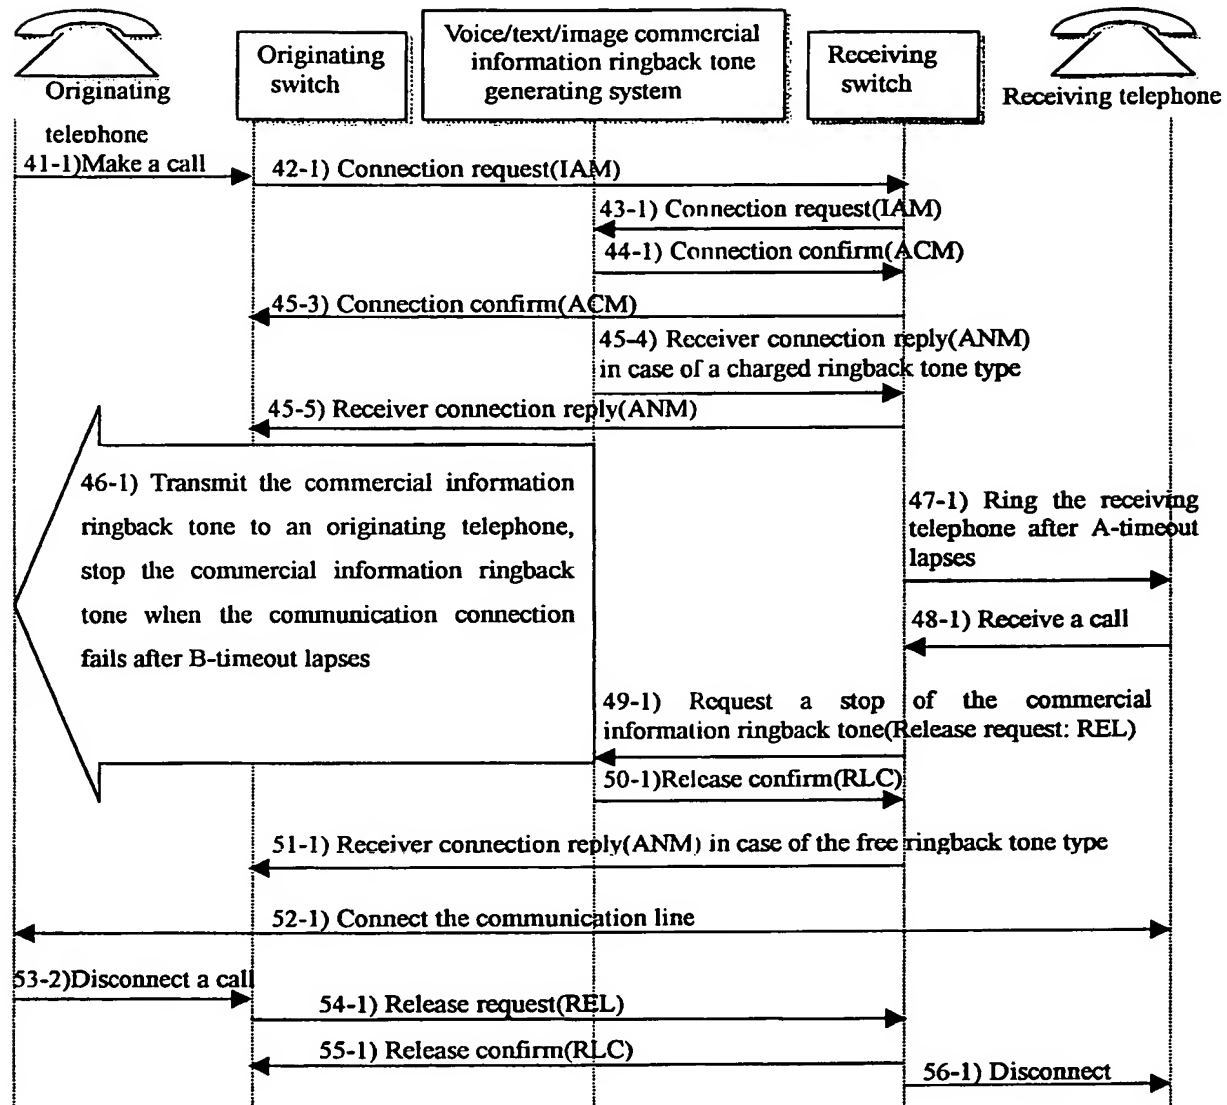 Originating
telephone
Originating
switch
Voice/text/image commercial
information ringback tone
generating system
Receiving
switch
Receiving telephone
41-1)Make a call
42-1) Connection request(IAM)
43-1) Connection request(IAM)
44-1) Connection confirm(ACM)
45-3) Connection confirm(ACM)
45-4) Receiver connection reply(ANM)
in case of a charged ringback tone type
45-5) Receiver connection reply(ANM)
46-1) Transmit the commercial information
ringback tone to an originating telephone,
stop the commercial information ringback
tone when the communication connection
fails after B-timeout lapses
47-1) Ring the receiving
telephone after A-timeout
lapses
48-1) Receive a call
49-1) Request a stop of the commercial
information ringback tone(Release request: REL)
50-1)Release confirm(RLC)
51-1) Receiver connection reply(ANM) in case of the free ringback tone type
52-1) Connect the communication line
53-2)Disconnect a call
54-1) Release request(REL)
55-1) Release confirm(RLC)
56-1) Disconnect